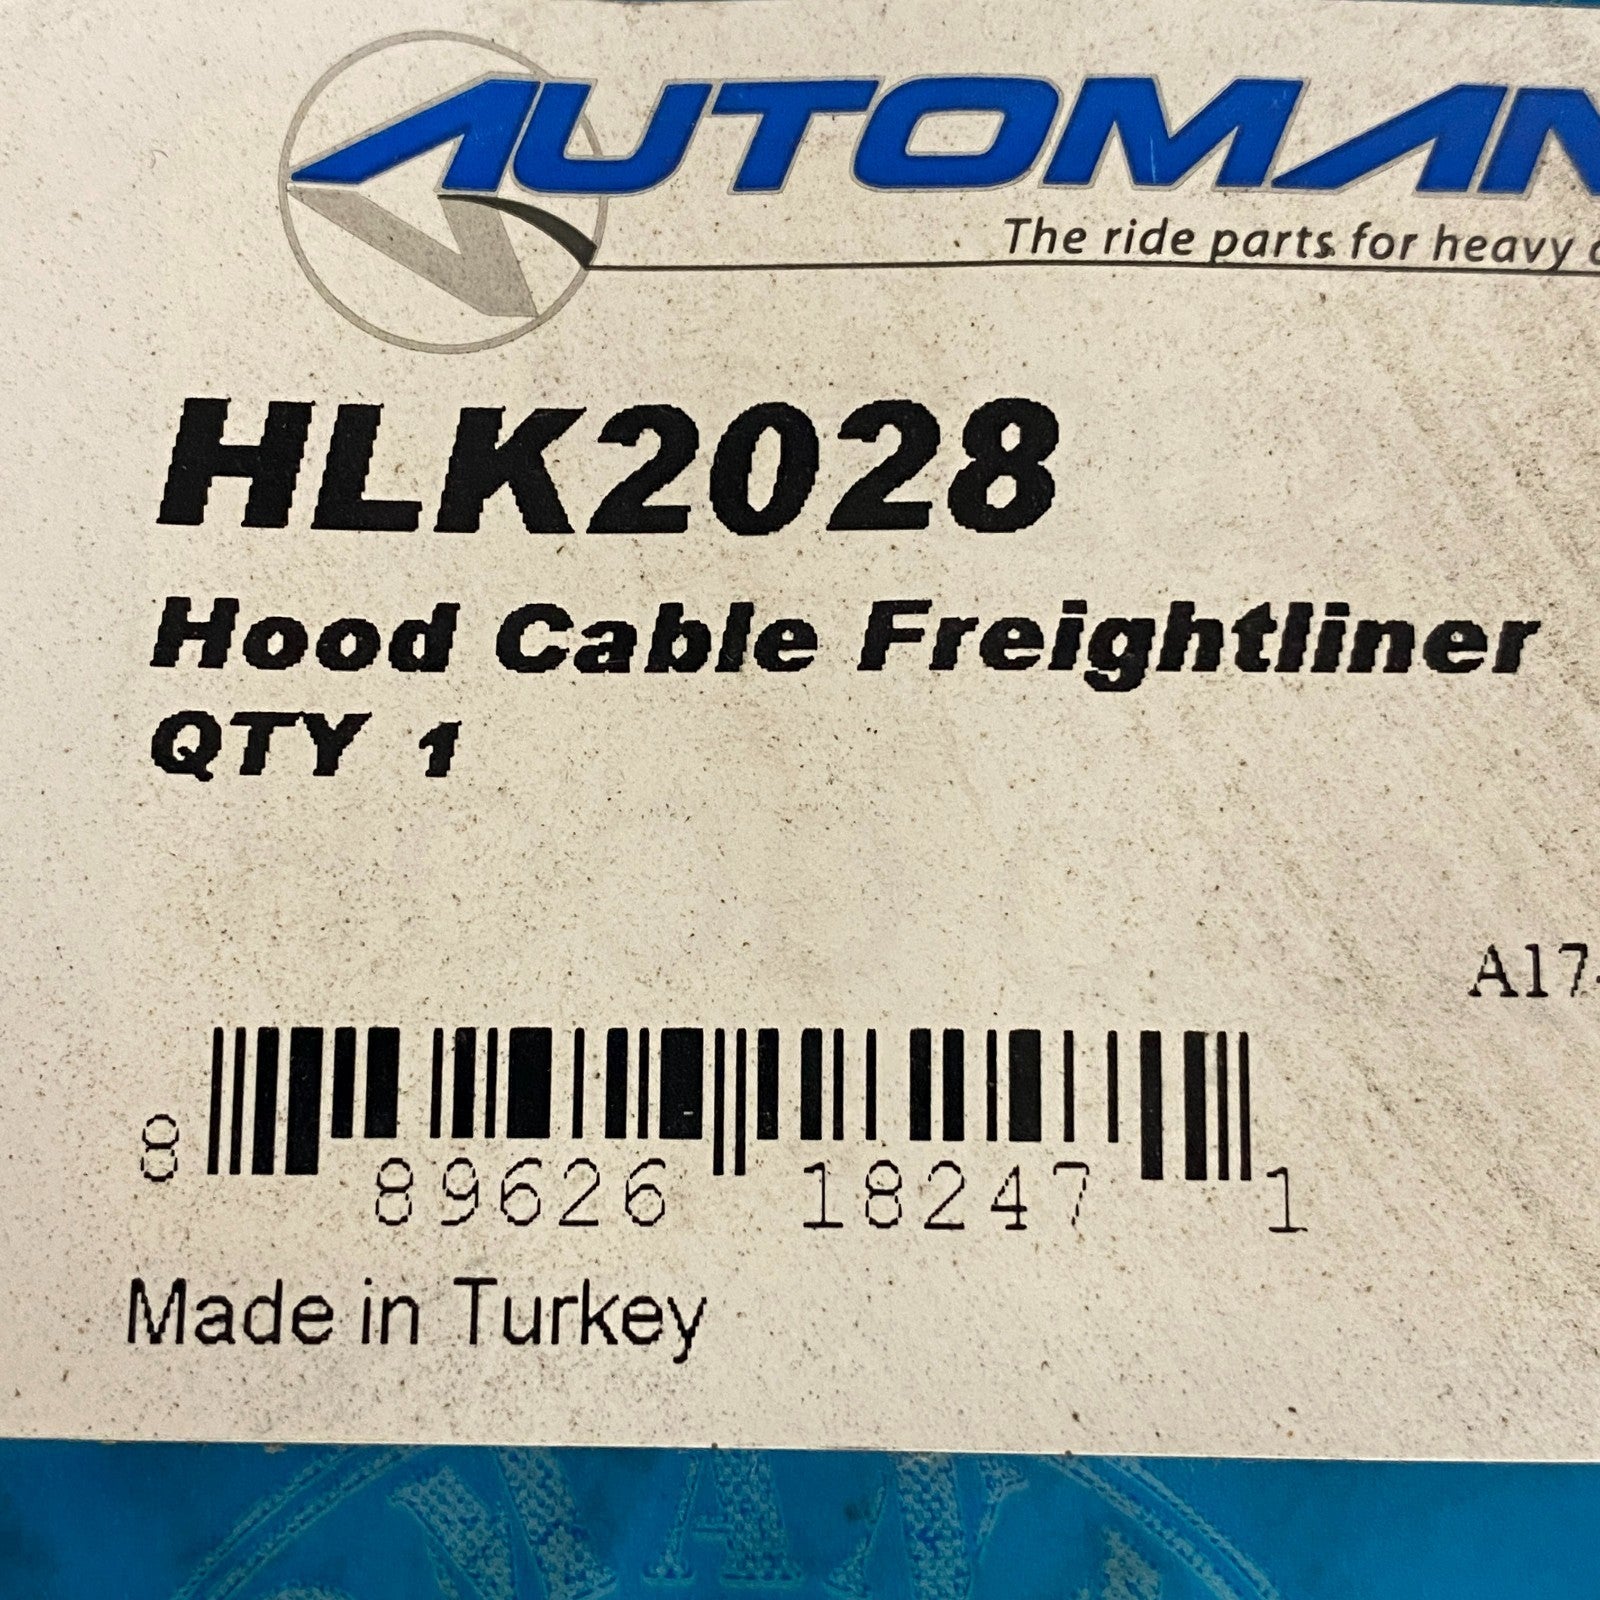 AUTOMAN
The ride parts for heavy
HLK2028
Hood Cable Freightliner
QTY 1
A17-
8 89626 18247 1
Made in Turkey